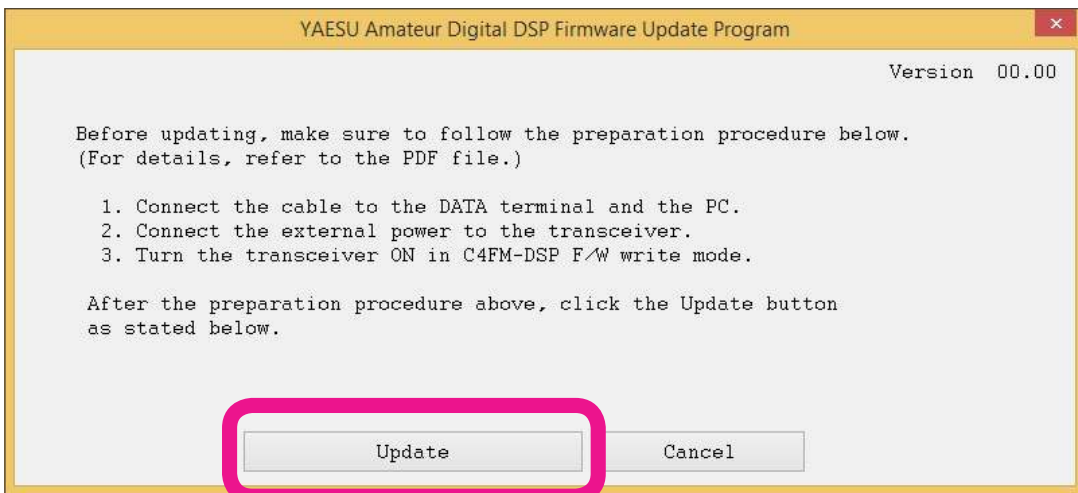 YAESU Amateur Digital DSP Firmware Update Program
Version 00.00
Before updating, make sure to follow the preparation procedure below.
(For details, refer to the PDF file.)
1. Connect the cable to the DATA terminal and the PC.
2. Connect the external power to the transceiver.
3. Turn the transceiver ON in C4FM-DSP F/W write mode.
After the preparation procedure above, click the Update button
as stated below.
Update
Cancel